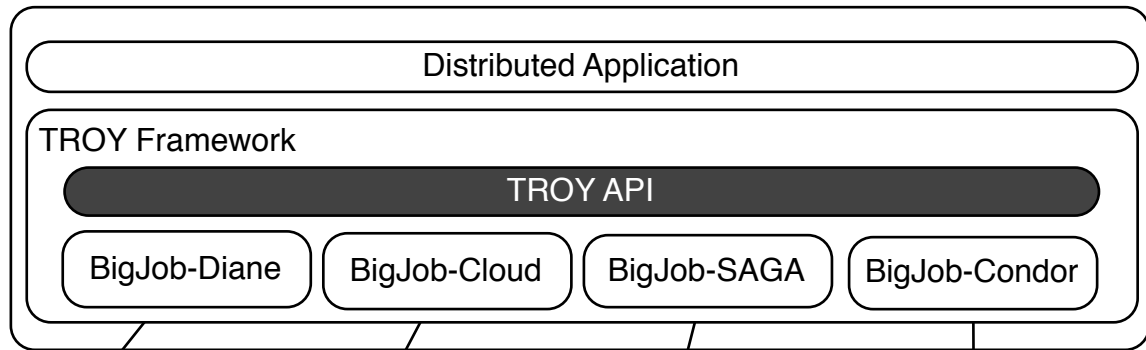 Distributed Application
TROY Framework
TROY API
BigJob-Diane
BigJob-Cloud
BigJob-SAGA
BigJob-Condor